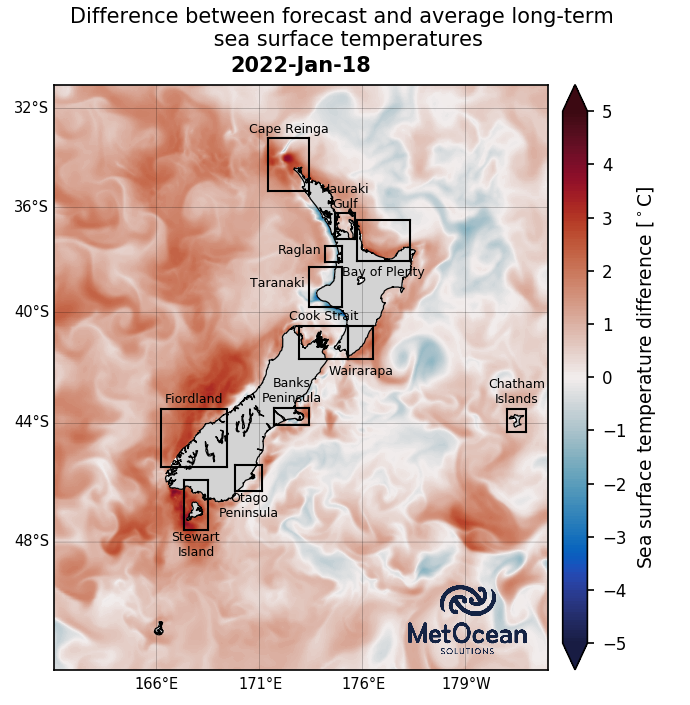 Difference between forecast and average long-term
sea surface temperatures
2022-Jan-18
32°S
36°S
40°S
44°S
48°S
166°E
171°E
176°E
179°W
Cape Reinga
Hauraki
Gulf
Raglan
Bay of Plenty
Taranaki
Cook Strait
Wairarapa
Banks
Peninsula
Fiordland
Chatham
Islands
Otago
Peninsula
Stewart
Island
MetOcean
SOLUTIONS
5
4
3
2
1
0
−1
−2
−3
−4
−5
Sea surface temperature difference [°C]